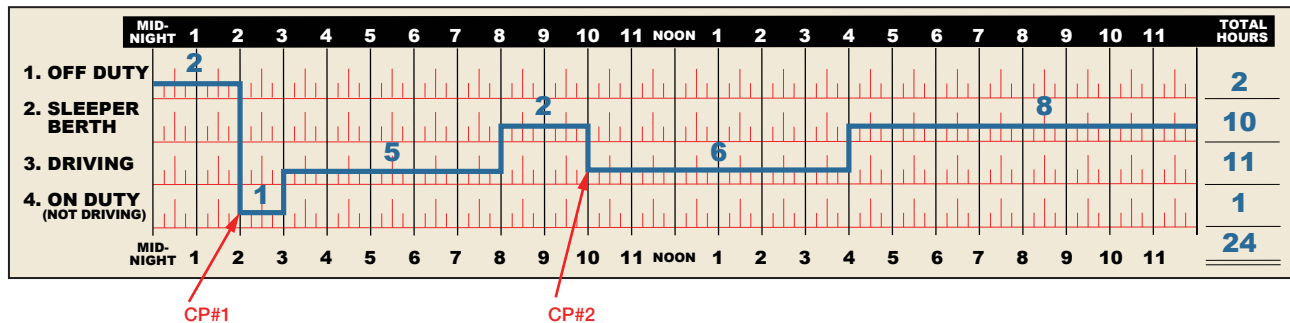 MID-
NIGHT 1 2 3 4 5 6 7 8 9 10 11 NOON 1 2 3 4 5 6 7 8 9 10 11
TOTAL
HOURS
1. OFF DUTY 2 2
2. SLEEPER
BERTH 2 8 10
3. DRIVING 5 6 11
4. ON DUTY
(NOT DRIVING) 1 1
MID-
NIGHT 1 2 3 4 5 6 7 8 9 10 11 NOON 1 2 3 4 5 6 7 8 9 10 11
24
CP#1 CP#2